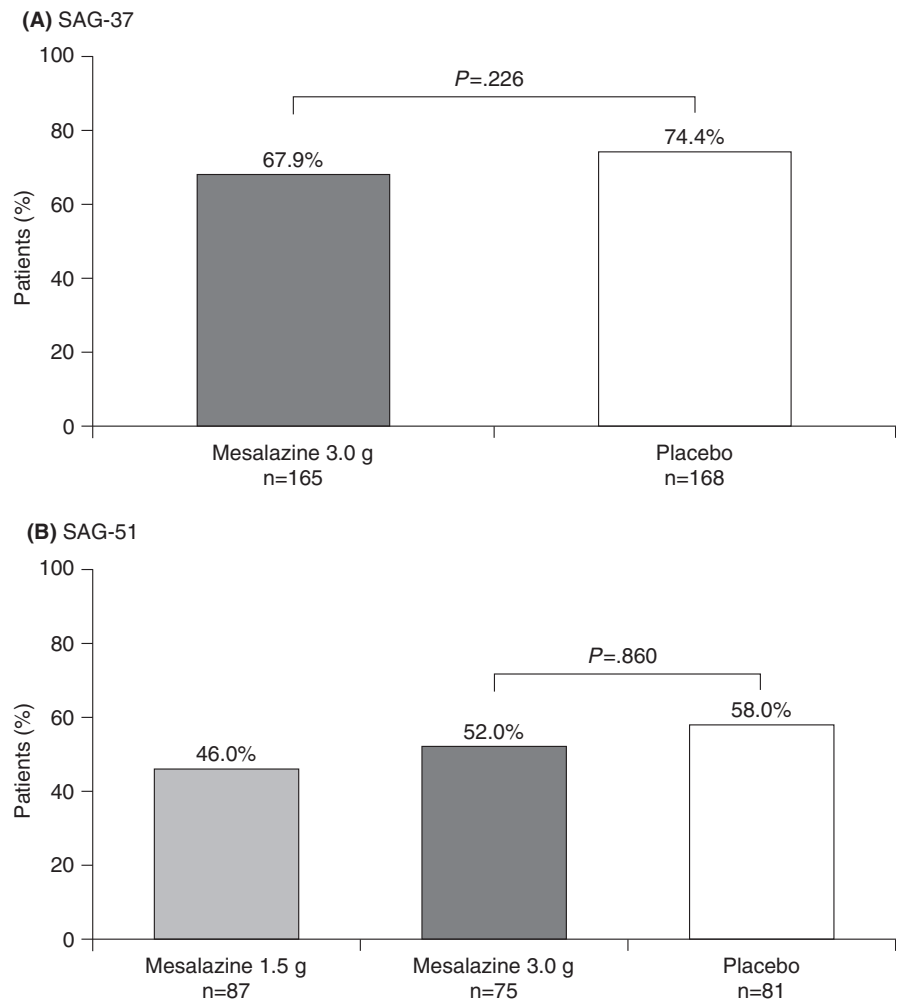 (A) SAG-37
100
P=.226
80
74.4%
67.9%
60
Patients (%)
40
20
0
Mesalazine 3.0 g
Placebo
n=165
n=168
(B) SAG-51
100
80
P=.860
60
58.0%
52.0%
46.0%
Patients (%)
40
20
0
Mesalazine 1.5 g
Mesalazine 3.0 g
Placebo
n=87
n=75
n=81